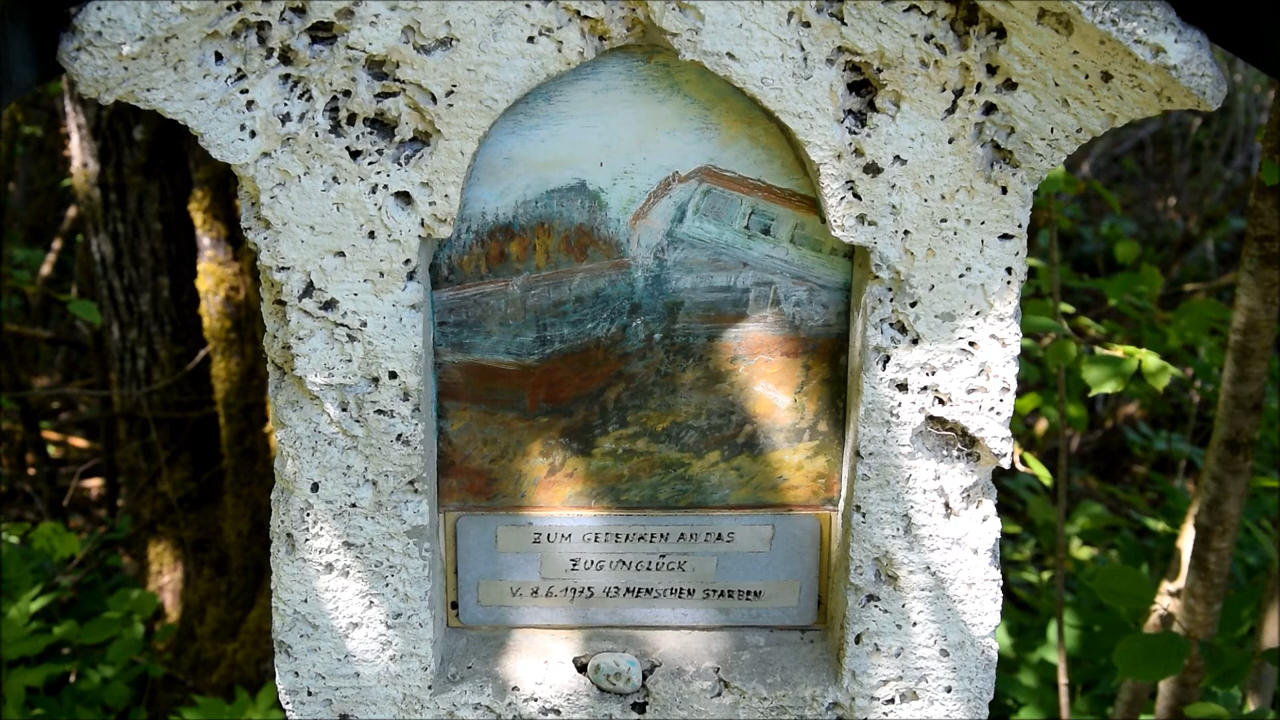 ZUM GEDENKEN AN DAS
ZUGUNGLÜCK
V. 8.6.1975 43 MENSCHEN STARBEN